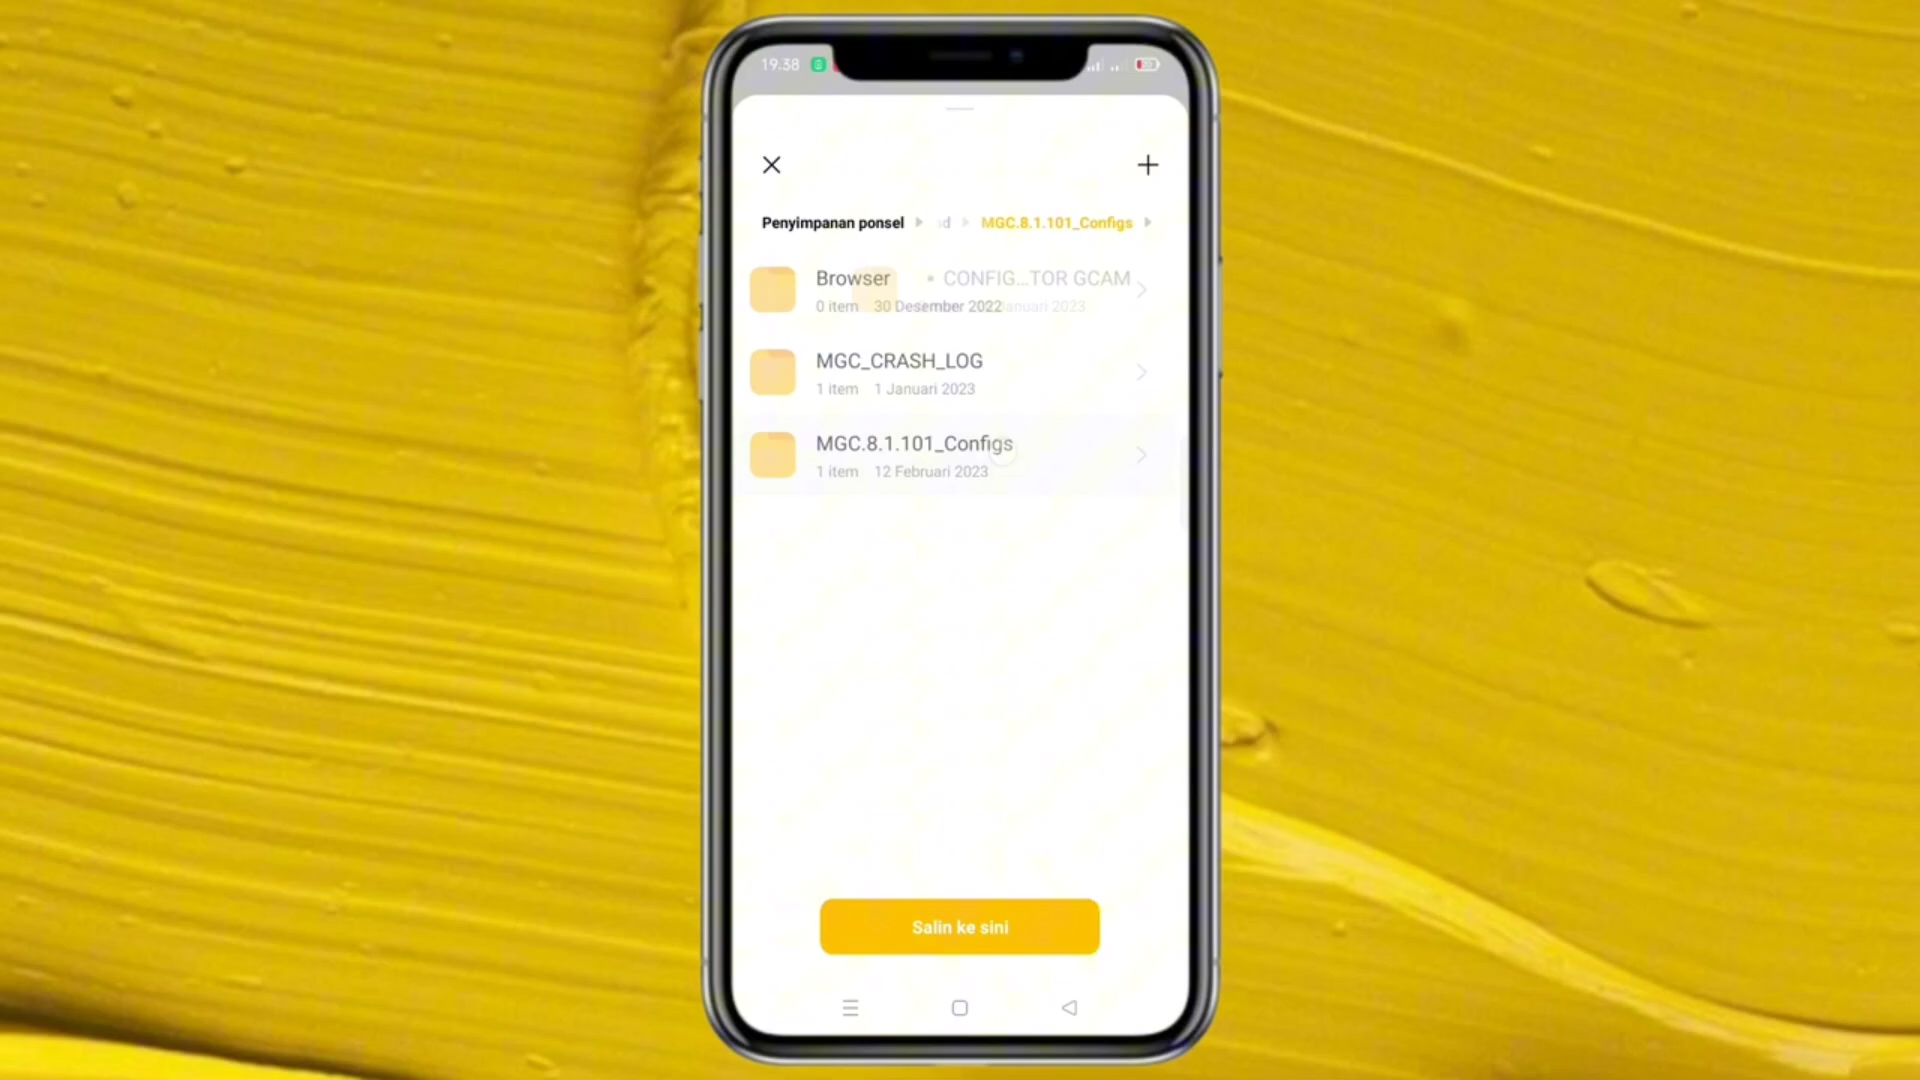 19.38
Penyimpanan ponsel
MGC.8.1.101_Configs
Browser
CONFIG...TOR GCAM
0 item 30 Desember 2022
Januari 2023
MGC_CRASH_LOG
1 item 1 Januari 2023
MGC.8.1.101_Configs
1 item 12 Februari 2023
Salin ke sini